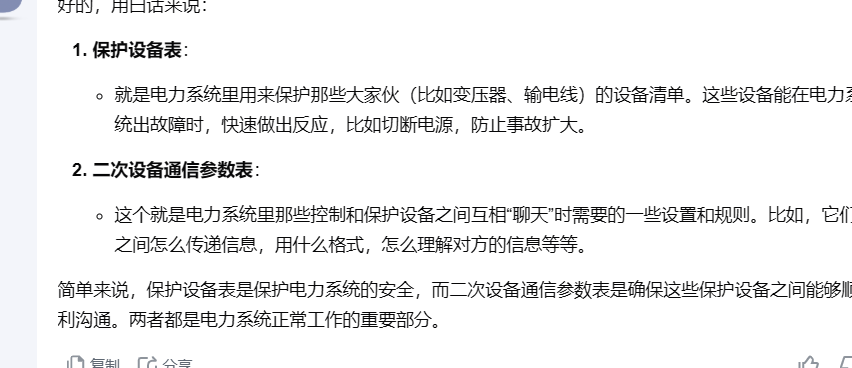 好的，用白话来说：
1. 保护设备表：
就是电力系统里用来保护那些大家伙（比如变压器、输电线）的设备清单。这些设备能在电力系
统出故障时，快速做出反应，比如切断电源，防止事故扩大。
2. 二次设备通信参数表：
这个就是电力系统里那些控制和保护设备之间互相“聊天”时需要的一些设置和规则。比如，它们
之间怎么传递信息，用什么格式，怎么理解对方的信息等等。
简单来说，保护设备表是保护电力系统的安全，而二次设备通信参数表是确保这些保护设备之间能够顺
利沟通。两者都是电力系统正常工作的重要部分。
复制 分享